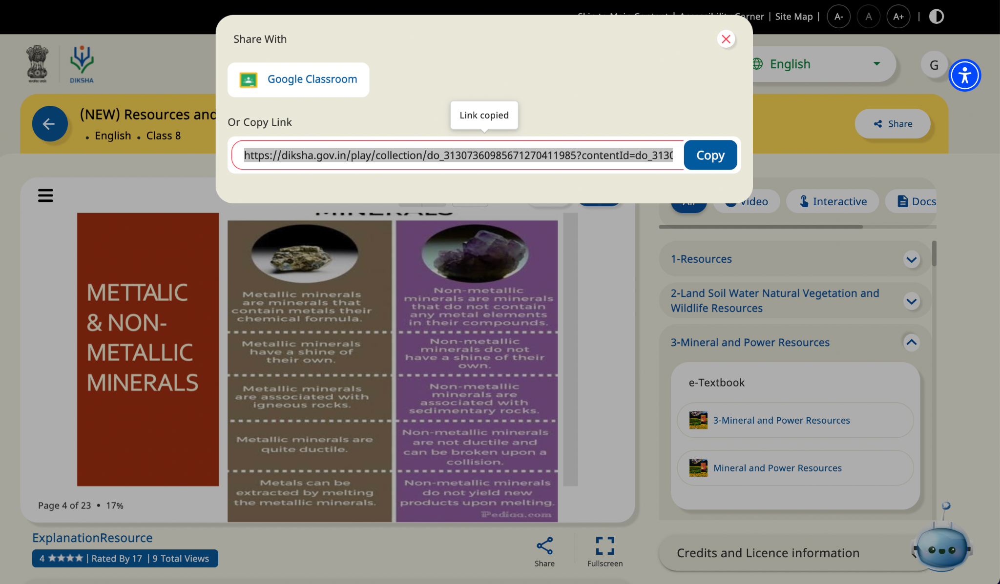 Corner | Site Map | A- A A+ |
Share With
Google Classroom
Or Copy Link
Link copied
https://diksha.gov.in/play/collection/do_31307360985671270411985?contentId=do_3130
Copy
English
G
DIKSHA
(NEW) Resources and
• English • Class 8
Share
MINERALS
METTALIC
& NON-
METALLIC
MINERALS
Metallic minerals
are minerals that
contain metals their
chemical formula.
Non-metallic
minerals are minerals
that do not contain
any metal elements
in their compounds.
Metallic minerals
have a shine of
their own.
Non-metallic
minerals do not
have a shine of their
own.
Metallic minerals
are associated with
igneous rocks.
Non-metallic
minerals are
associated with
sedimentary rocks.
Metallic minerals are
quite ductile.
Non-metallic minerals
are not ductile and
can be broken upon a
collision.
Metals can be
extracted by melting
the metallic minerals.
Non-metallic minerals
do not yield new
products upon melting.
Pediaa.com
Page 4 of 23 • 17%
ExplanationResource
4 ★★★★ | Rated By 17 | 9 Total Views
Share
Fullscreen
All
Video
Interactive
Docs
1-Resources
2-Land Soil Water Natural Vegetation and
Wildlife Resources
3-Mineral and Power Resources
e-Textbook
3-Mineral and Power Resources
Mineral and Power Resources
Credits and Licence information